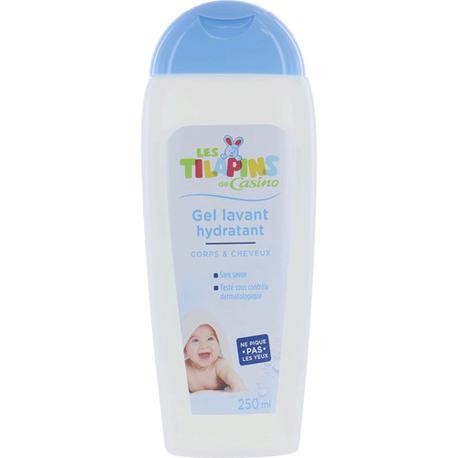 LES
TILAPINS
de Casino
Gel lavant
hydratant
CORPS & CHEVEUX
Sans savon
Testé sous contrôle
dermatologique
NE PIQUE
• PAS •
LES YEUX
250 ml